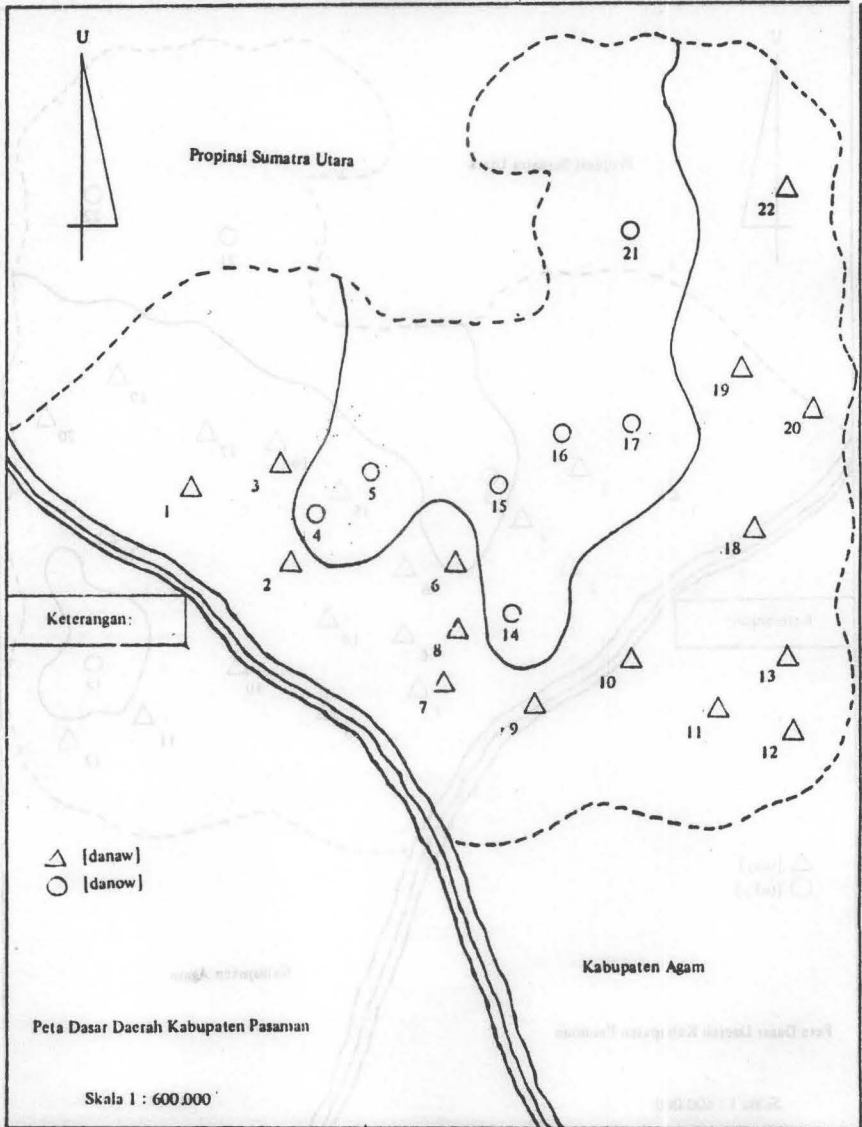 U
Propinsi Sumatra Utara
22
21
19
20
16
17
3
5
1
15
4
18
2
6
Keterangan:
14
8
10
13
7
9
11
12
[danaw]
[danow]
Kabupaten Agam
Peta Dasar Daerah Kabupaten Pasaman
Skala 1 : 600.000